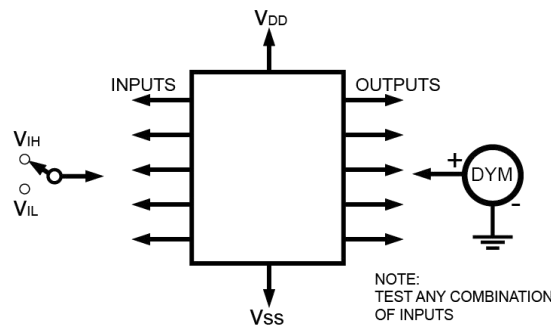 VDD
INPUTS
OUTPUTS
VIH
VIL
+
DYM
-
VSS
NOTE:
TEST ANY COMBINATION
OF INPUTS